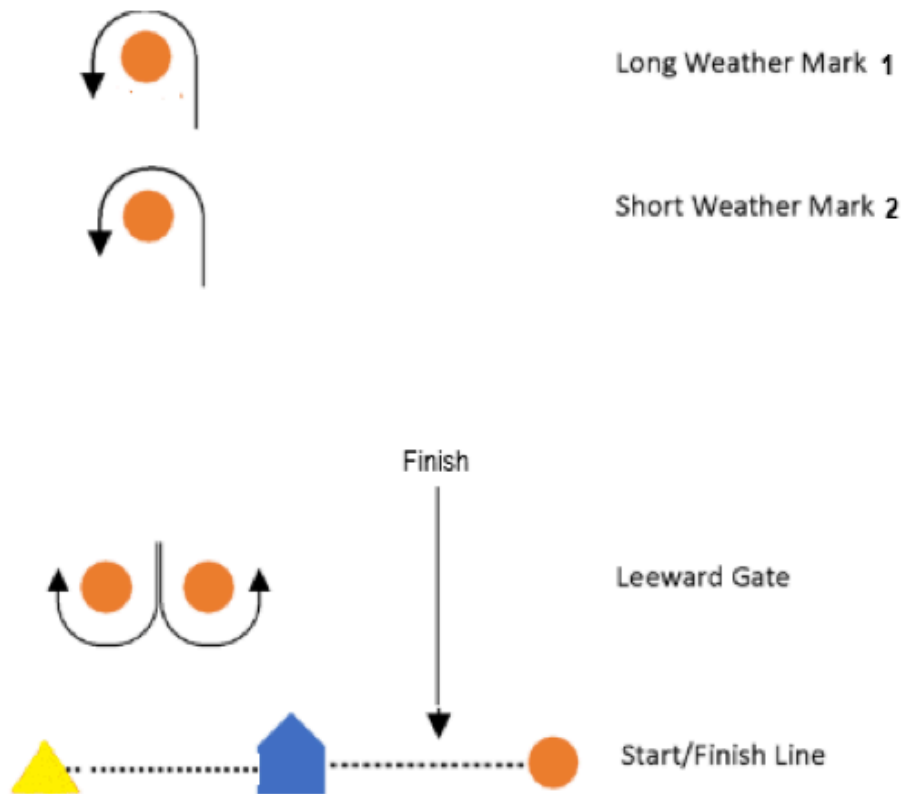 Long Weather Mark 1
Short Weather Mark 2
Finish
Leeward Gate
Start/Finish Line